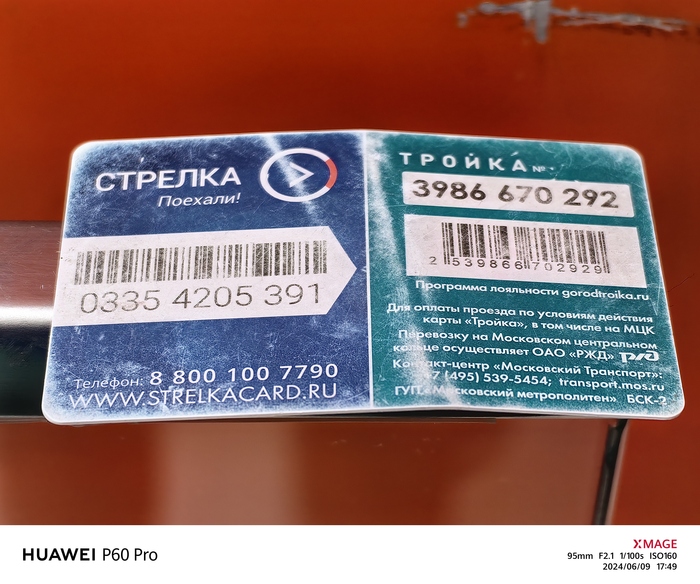 СТРЕЛКА
Поехали!
0335 4205 391
Телефон: 8 800 100 7790
WWW.STRELKACARD.RU
ТРОЙКА №
3986 670 292
2 539866 702929
Программа лояльности gorodtroika.ru
Для оплаты проезда по условиям действия
карты «Тройка», в том числе на МЦК
Перевозку на Московском центральном
кольце осуществляет ОАО «РЖД» РЖД
Контакт-центр «Московский Транспорт»:
+7 (495) 539-5454; transport.mos.ru
ГУП «Московский метрополитен» БСК-2
HUAWEI P60 Pro
XMAGE
95mm F2.1 1/100s ISO160
2024/06/09 17:49